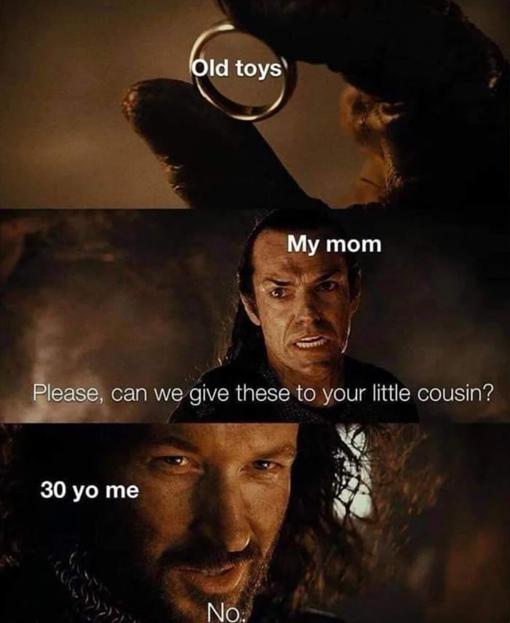 Old toys
My mom
Please, can we give these to your little cousin?
30 yo me
No.